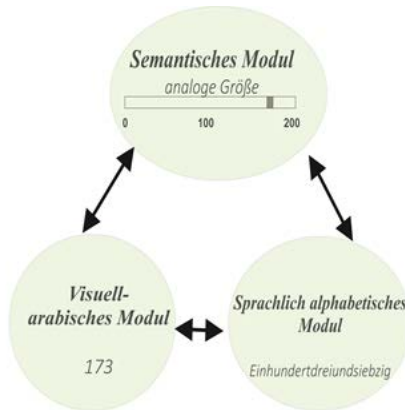 Semantisches Modul
analoge Größe
0 100 200
Visuell-
arabisches Modul
173
Sprachlich alphabetisches
Modul
Einhundertdreiundsiebzig